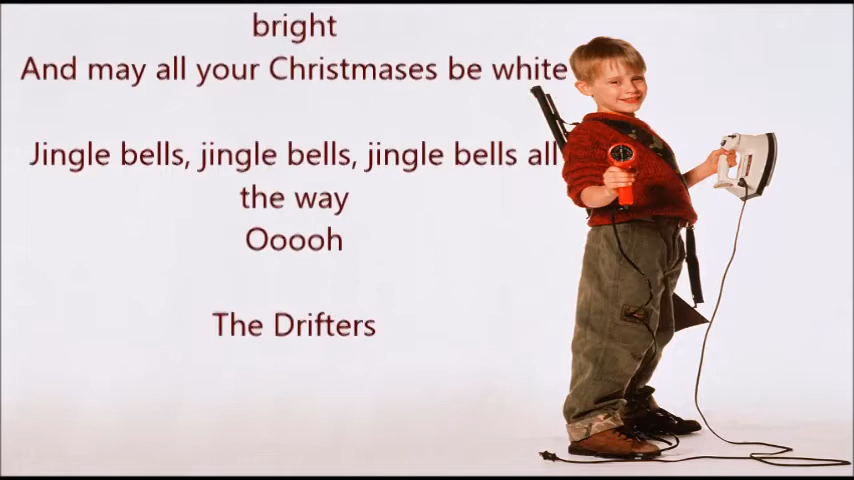 bright
And may all your Christmases be white
Jingle bells, jingle bells, jingle bells all
the way
Ooooh
The Drifters